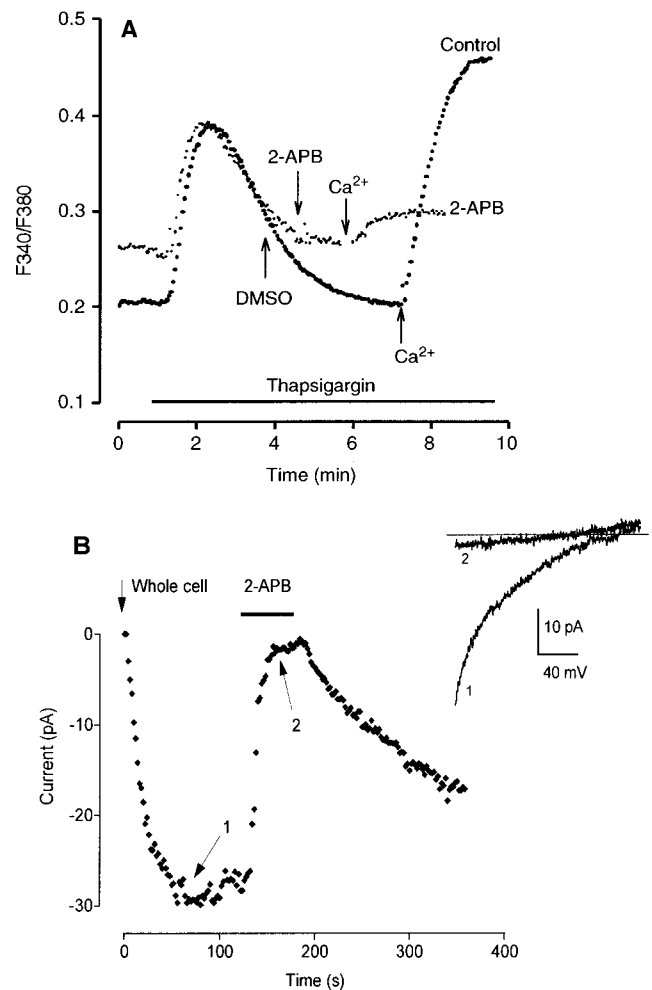 A
0.5
0.4
0.3
0.2
0.1
F340/F380
Control
2-APB
Ca2+
2-APB
DMSO
Ca2+
Thapsigargin
0 2 4 6 8 10
Time (min)
B
Whole cell
2-APB
0
-10
-20
-30
Current (pA)
1
2
0 100 200 300 400
Time (s)
2
1
10 pA
40 mV